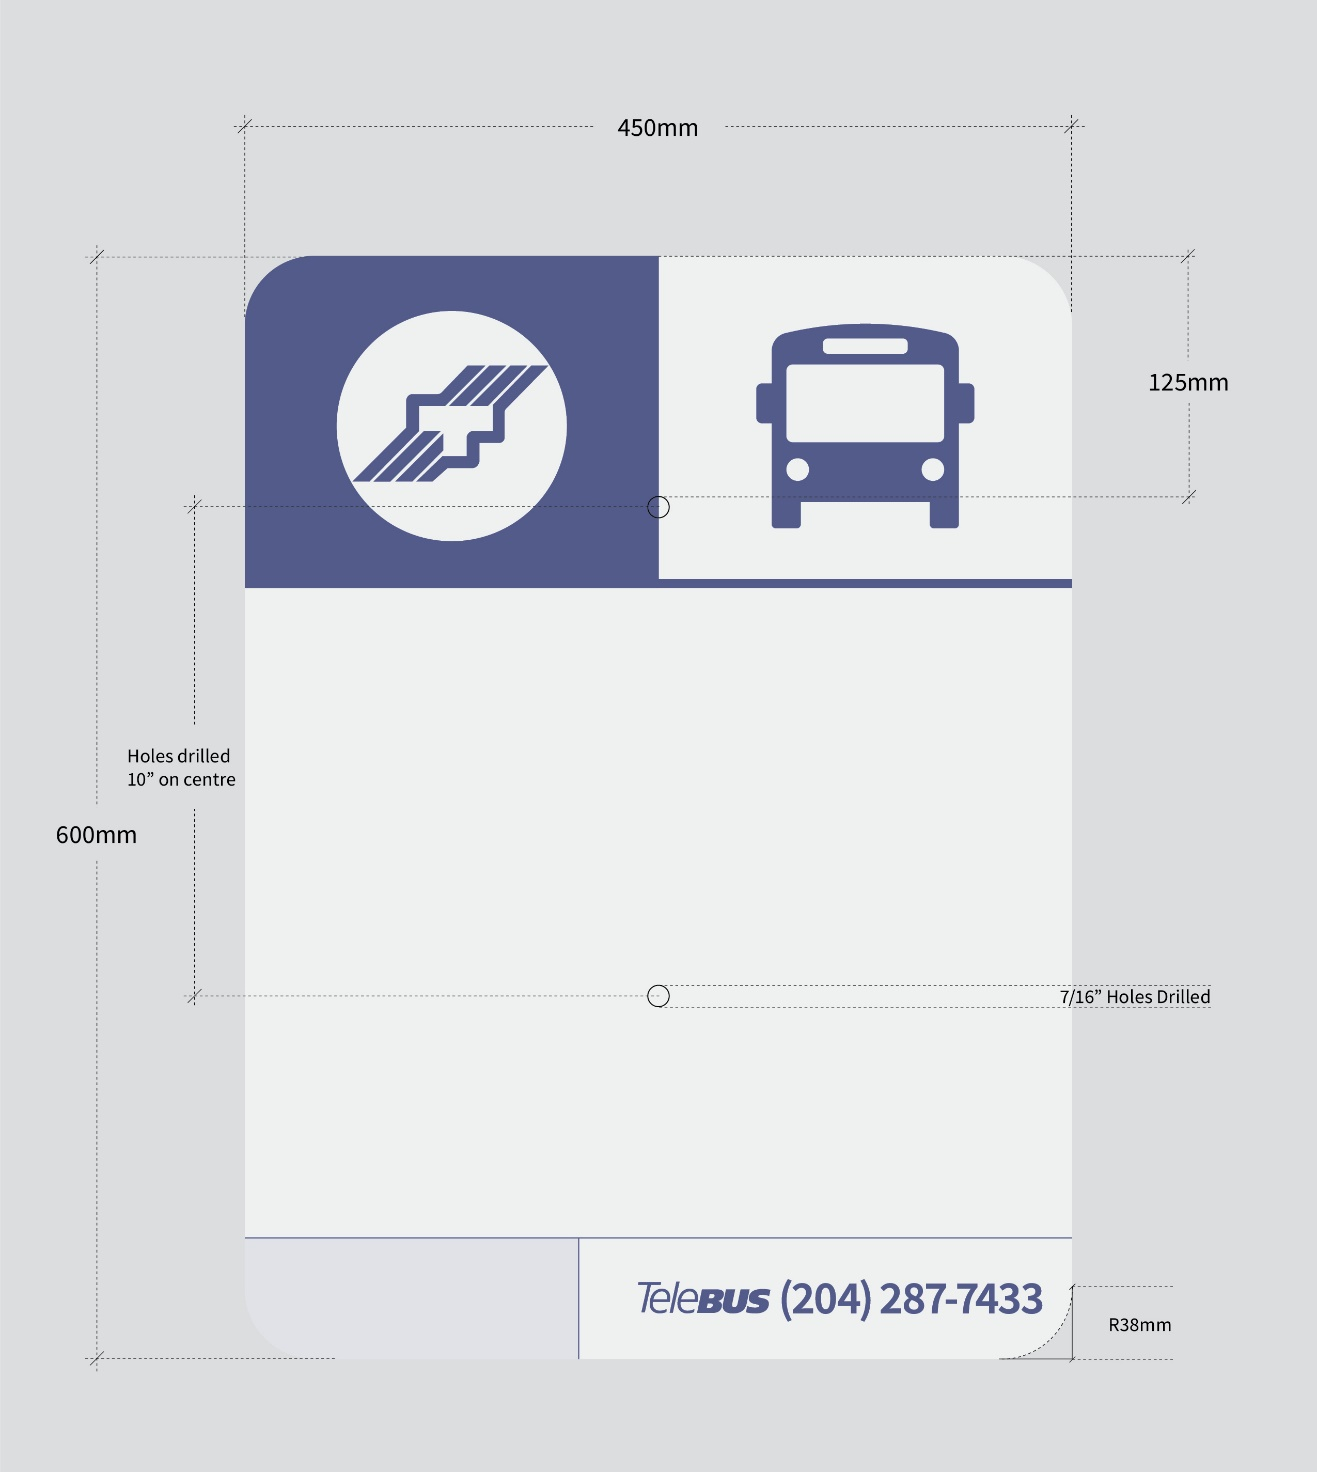 450mm
125mm
Holes drilled
10” on centre
600mm
7/16” Holes Drilled
TeleBUS (204) 287-7433
R38mm